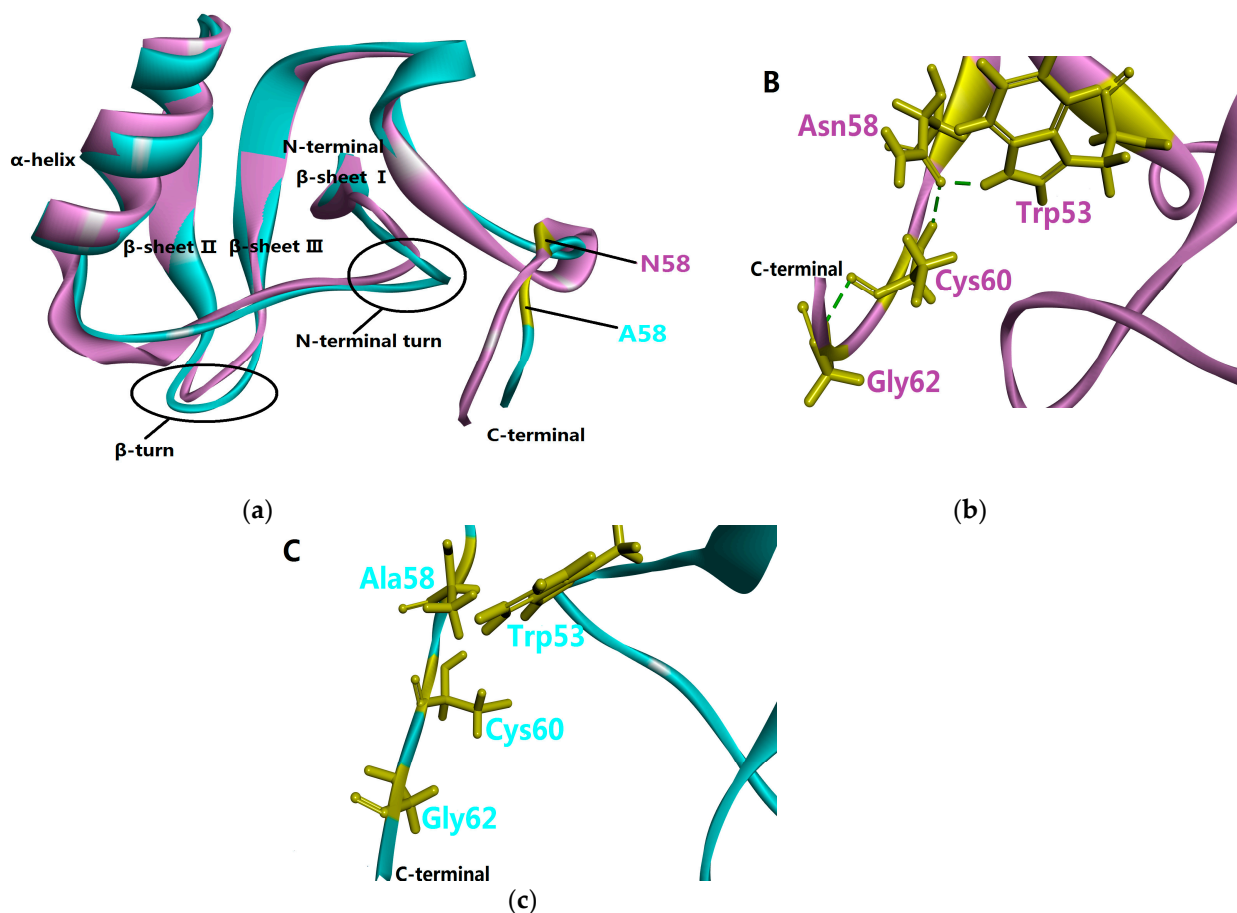 α-helix
N-terminal
β-sheet Ⅰ
β-sheet Ⅱ
β-sheet Ⅲ
N58
A58
N-terminal turn
C-terminal
β-turn
(a)
B
Asn58
Trp53
C-terminal
Cys60
Gly62
(b)
C
Ala58
Trp53
Cys60
Gly62
C-terminal
(c)